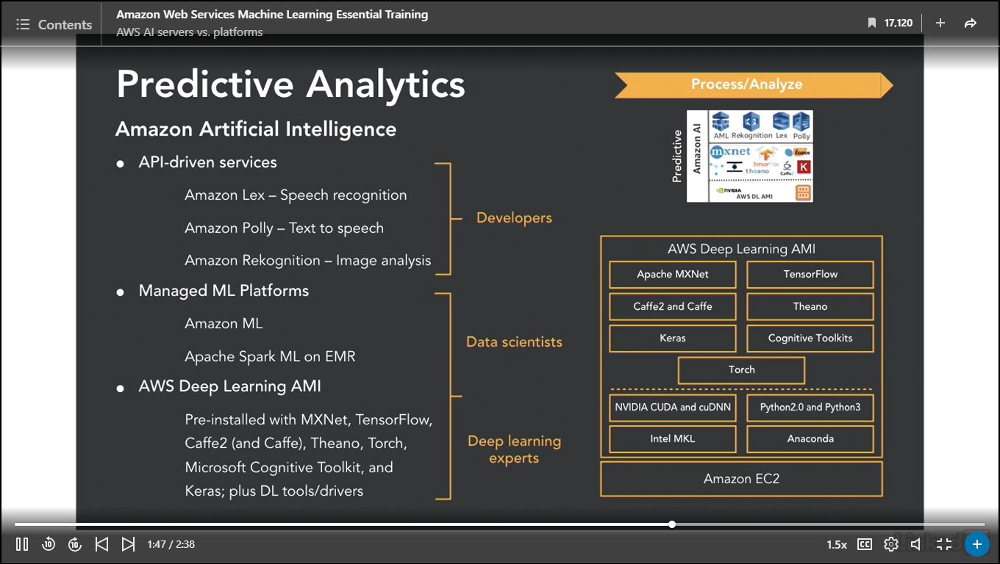 Contents
Amazon Web Services Machine Learning Essential Training
AWS AI servers vs. platforms
17,120
Predictive Analytics
Amazon Artificial Intelligence
• API-driven services
Amazon Lex – Speech recognition
Amazon Polly – Text to speech
Amazon Rekognition – Image analysis
Developers
• Managed ML Platforms
Amazon ML
Apache Spark ML on EMR
Data scientists
• AWS Deep Learning AMI
Pre-installed with MXNet, TensorFlow,
Caffe2 (and Caffe), Theano, Torch,
Microsoft Cognitive Toolkit, and
Keras; plus DL tools/drivers
Deep learning
experts
Process/Analyze
Predictive
Amazon AI
AML Rekognition Lex Polly
mxnet
TensorFlow
learn
theano
Caffe2
K
NVIDIA
AWS DL AMI
AWS Deep Learning AMI
Apache MXNet
TensorFlow
Caffe2 and Caffe
Theano
Keras
Cognitive Toolkits
Torch
NVIDIA CUDA and cuDNN
Python2.0 and Python3
Intel MKL
Anaconda
Amazon EC2
10
10
1:47 / 2:38
1.5x
CC
LinkedIn